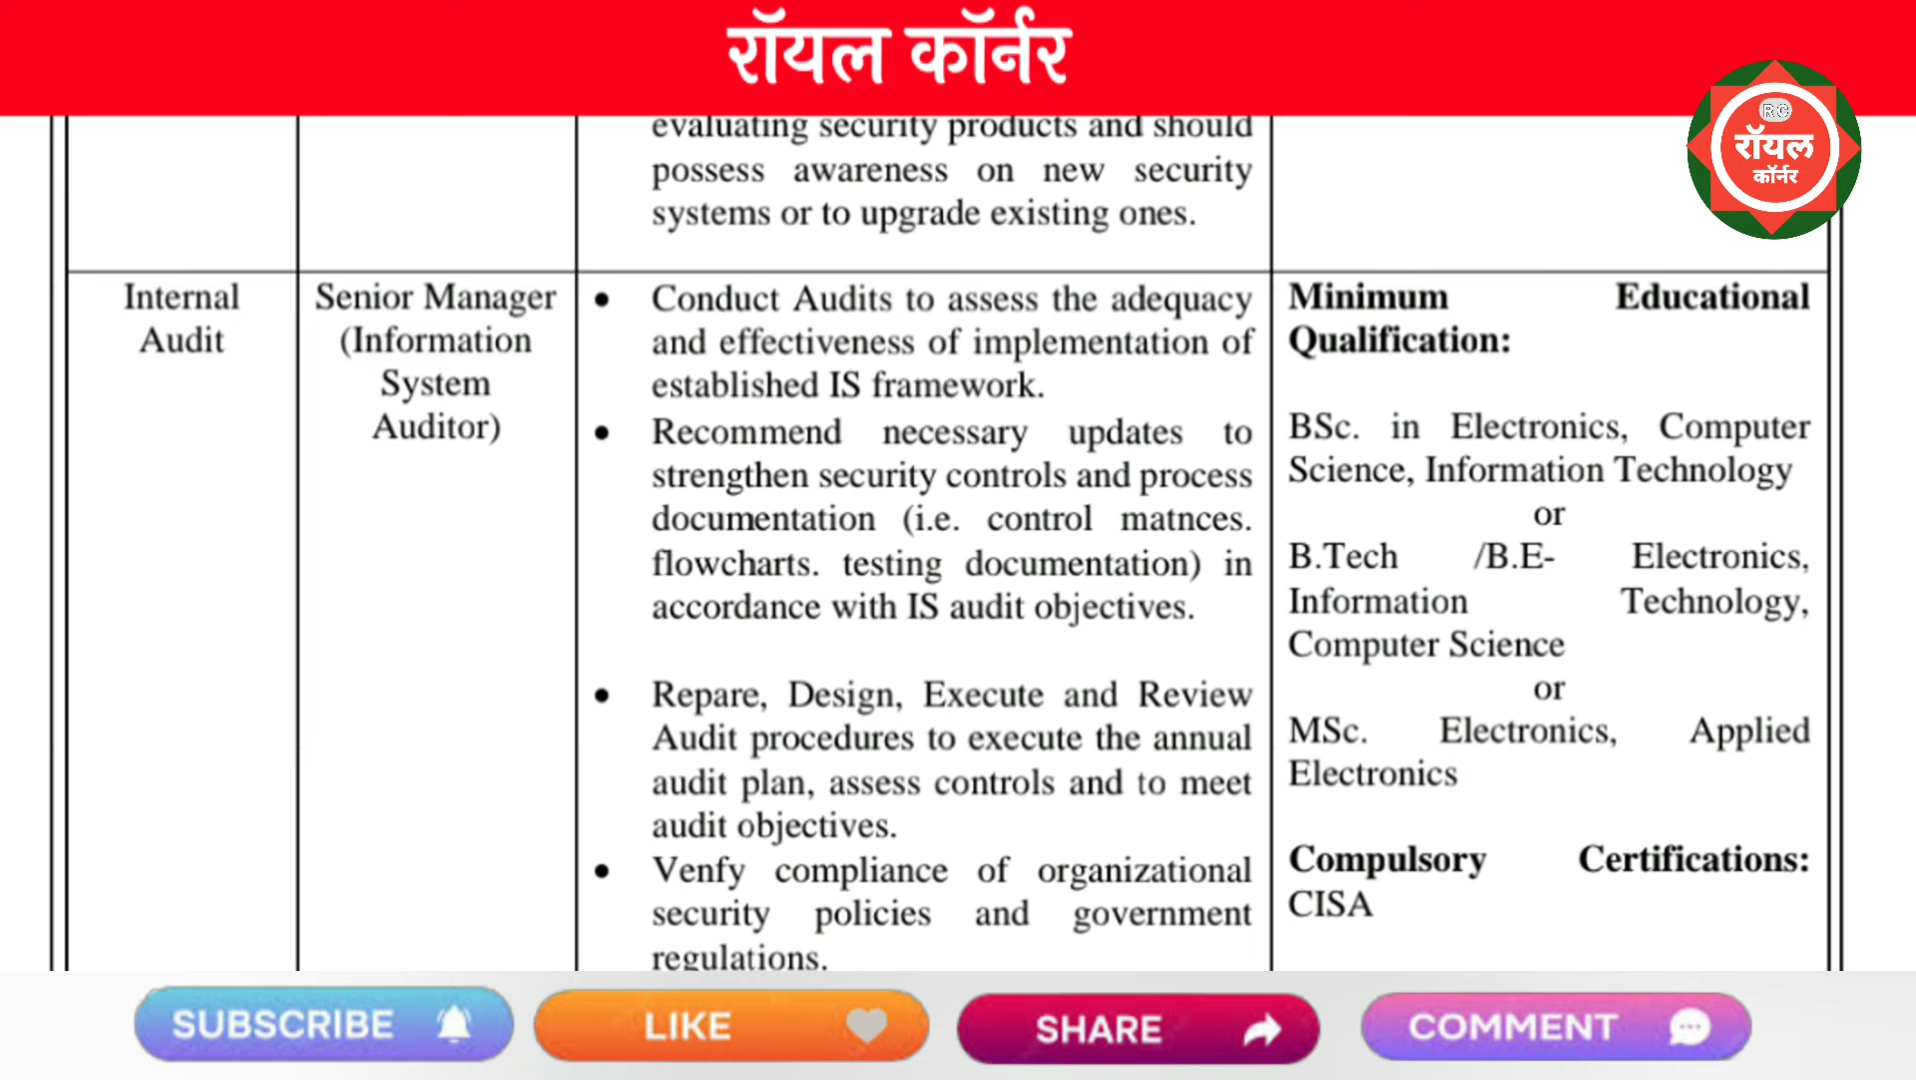 रॉयल कॉर्नर
RC
रॉयल
कॉर्नर
evaluating security products and should
possess awareness on new security
systems or to upgrade existing ones.
Internal
Audit
Senior Manager
(Information
System
Auditor)
• Conduct Audits to assess the adequacy
and effectiveness of implementation of
established IS framework.
• Recommend necessary updates to
strengthen security controls and process
documentation (i.e. control matnces.
flowcharts. testing documentation) in
accordance with IS audit objectives.
• Repare, Design, Execute and Review
Audit procedures to execute the annual
audit plan, assess controls and to meet
audit objectives.
• Venfy compliance of organizational
security policies and government
regulations.
Minimum Educational
Qualification:
BSc. in Electronics, Computer
Science, Information Technology
or
B.Tech /B.E- Electronics,
Information Technology,
Computer Science
or
MSc. Electronics, Applied
Electronics
Compulsory Certifications:
CISA
SUBSCRIBE
LIKE
SHARE
COMMENT